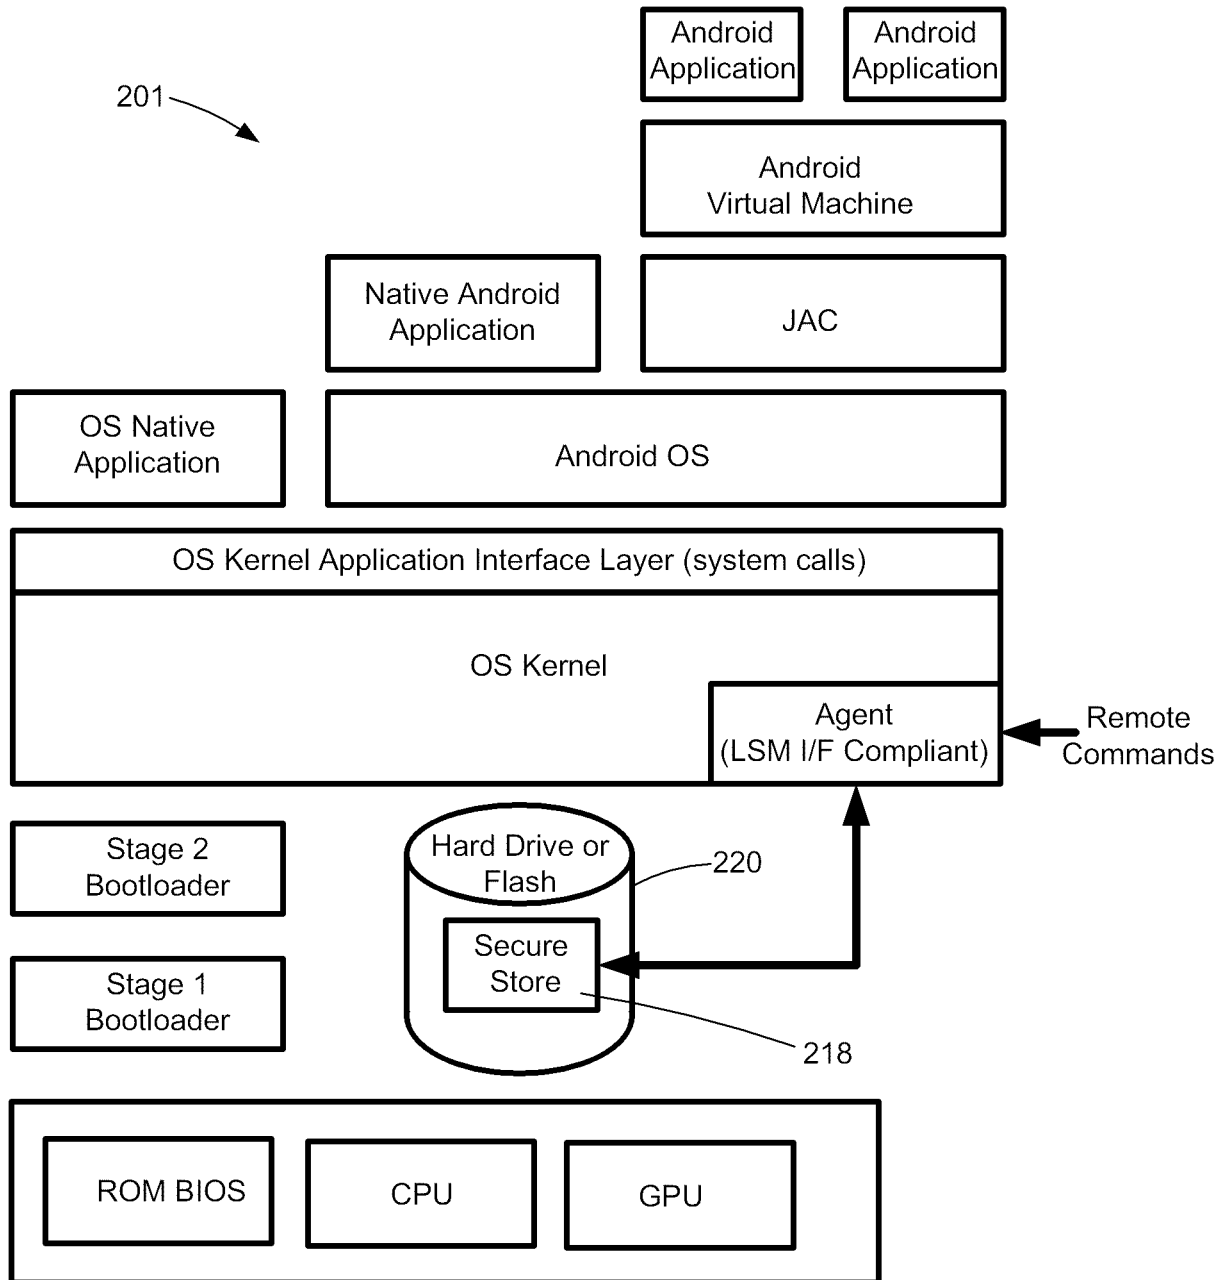 Android
Application
Android
Application
201
Android
Virtual Machine
Native Android
Application
JAC
OS Native
Application
Android OS
OS Kernel Application Interface Layer (system calls)
OS Kernel
Agent
(LSM I/F Compliant)
Remote
Commands
Stage 2
Bootloader
Hard Drive or
Flash
220
Secure
Store
Stage 1
Bootloader
218
ROM BIOS
CPU
GPU